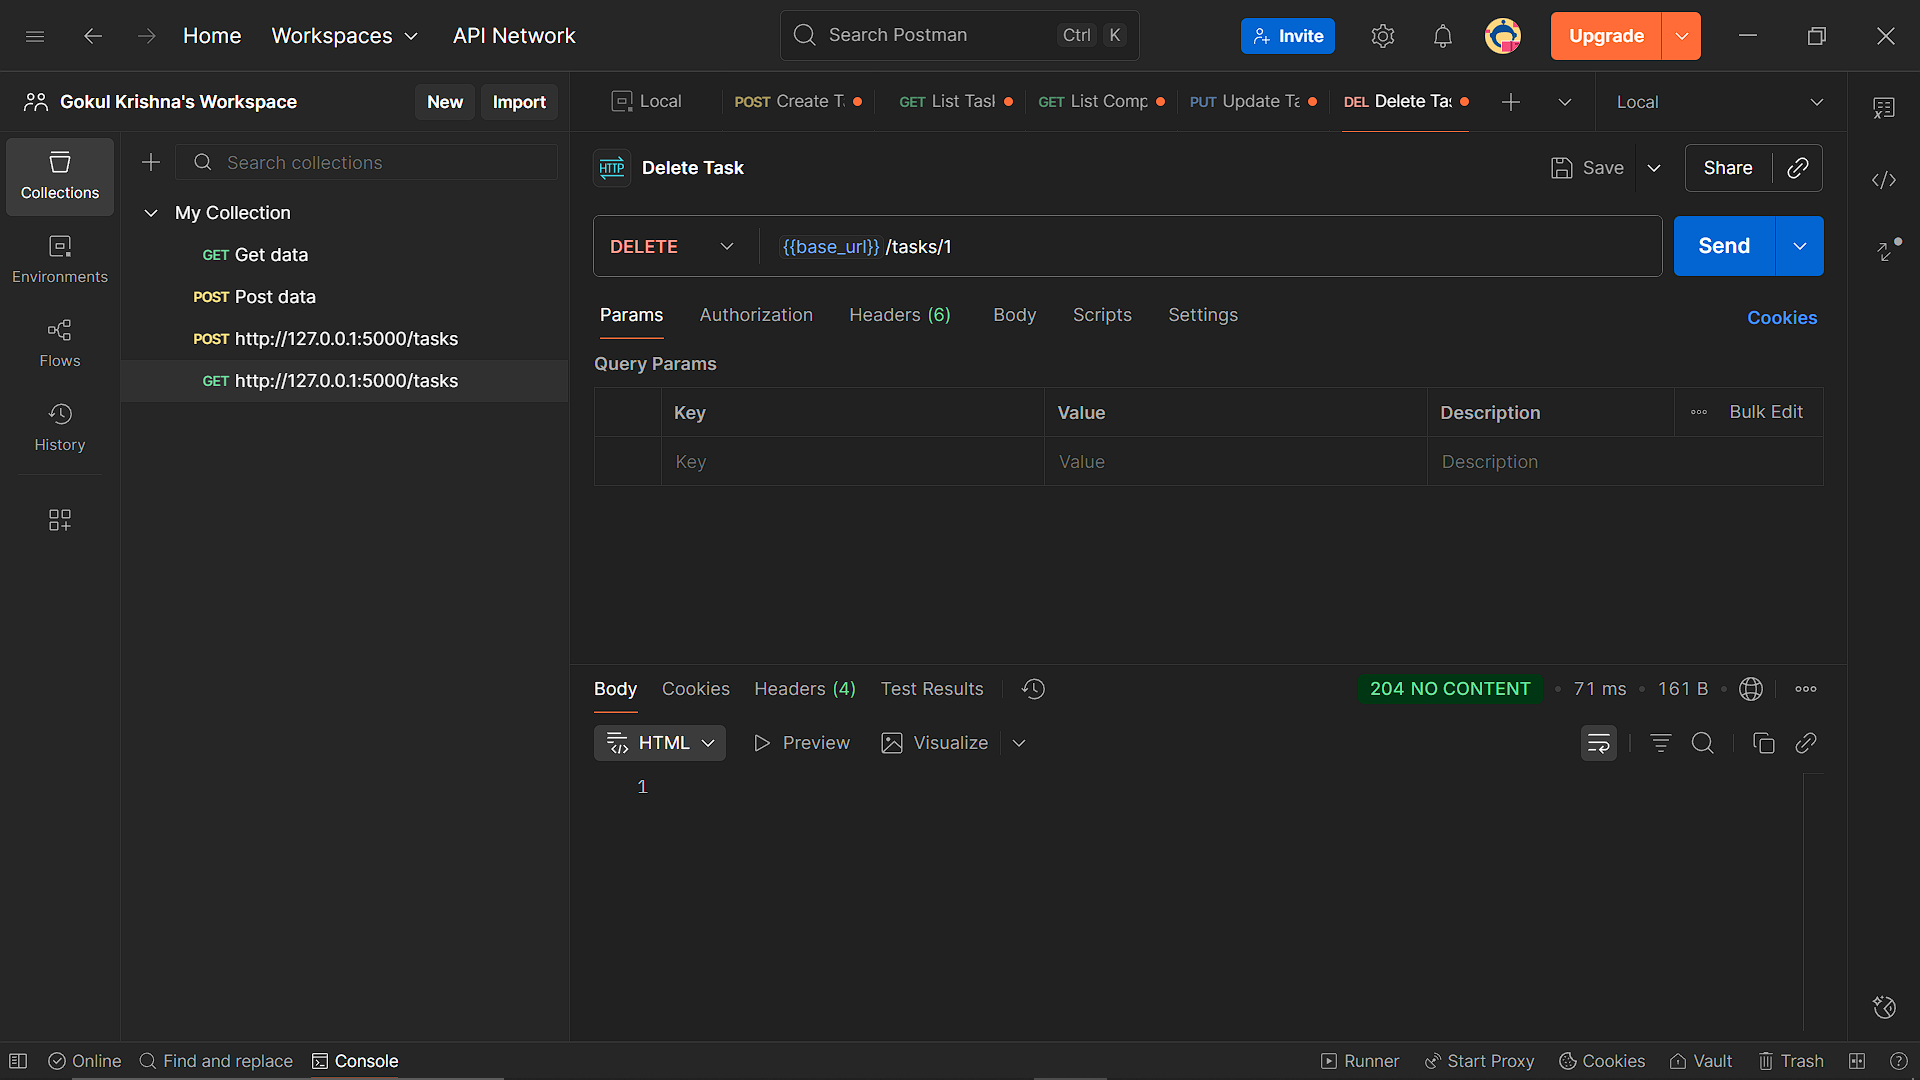 Home Workspaces API Network
Search Postman Ctrl K
Invite
Upgrade
Gokul Krishna's Workspace New Import
Local POST Create T GET List Task GET List Comp PUT Update Ta DEL Delete Tas Local
Collections
Search collections
My Collection
GET Get data
POST Post data
POST http://127.0.0.1:5000/tasks
GET http://127.0.0.1:5000/tasks
Environments
Flows
History
HTTP Delete Task Save Share
DELETE {{base_url}} /tasks/1 Send
Params Authorization Headers (6) Body Scripts Settings Cookies
Query Params
Key Value Description Bulk Edit
Key Value Description
Body Cookies Headers (4) Test Results 204 NO CONTENT • 71 ms • 161 B •
HTML Preview Visualize
1
Online Find and replace Console Runner Start Proxy Cookies Vault Trash